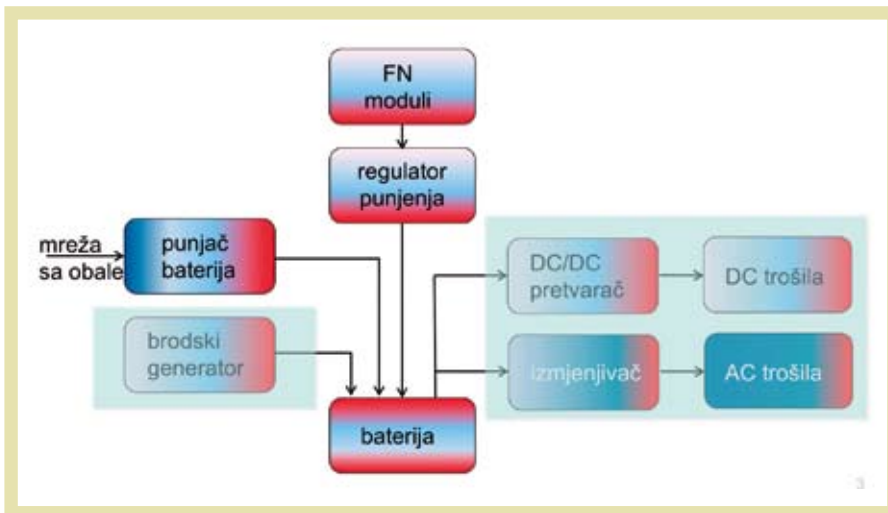 FN
moduli
regulator
punjenja
mreža
sa obale
punjač
baterija
DC/DC
pretvarač
DC trošila
brodski
generator
izmjenjivač
AC trošila
baterija
3